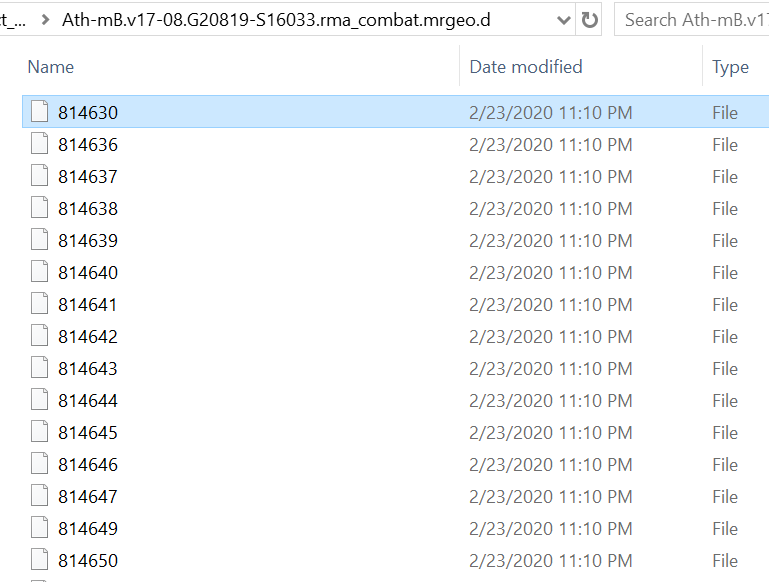 t_... > Ath-mB.v17-08.G20819-S16033.rma_combat.mrgeo.d Search Ath-mB.v17
Name Date modified Type
814630 2/23/2020 11:10 PM File
814636 2/23/2020 11:10 PM File
814637 2/23/2020 11:10 PM File
814638 2/23/2020 11:10 PM File
814639 2/23/2020 11:10 PM File
814640 2/23/2020 11:10 PM File
814641 2/23/2020 11:10 PM File
814642 2/23/2020 11:10 PM File
814643 2/23/2020 11:10 PM File
814644 2/23/2020 11:10 PM File
814645 2/23/2020 11:10 PM File
814646 2/23/2020 11:10 PM File
814647 2/23/2020 11:10 PM File
814649 2/23/2020 11:10 PM File
814650 2/23/2020 11:10 PM File